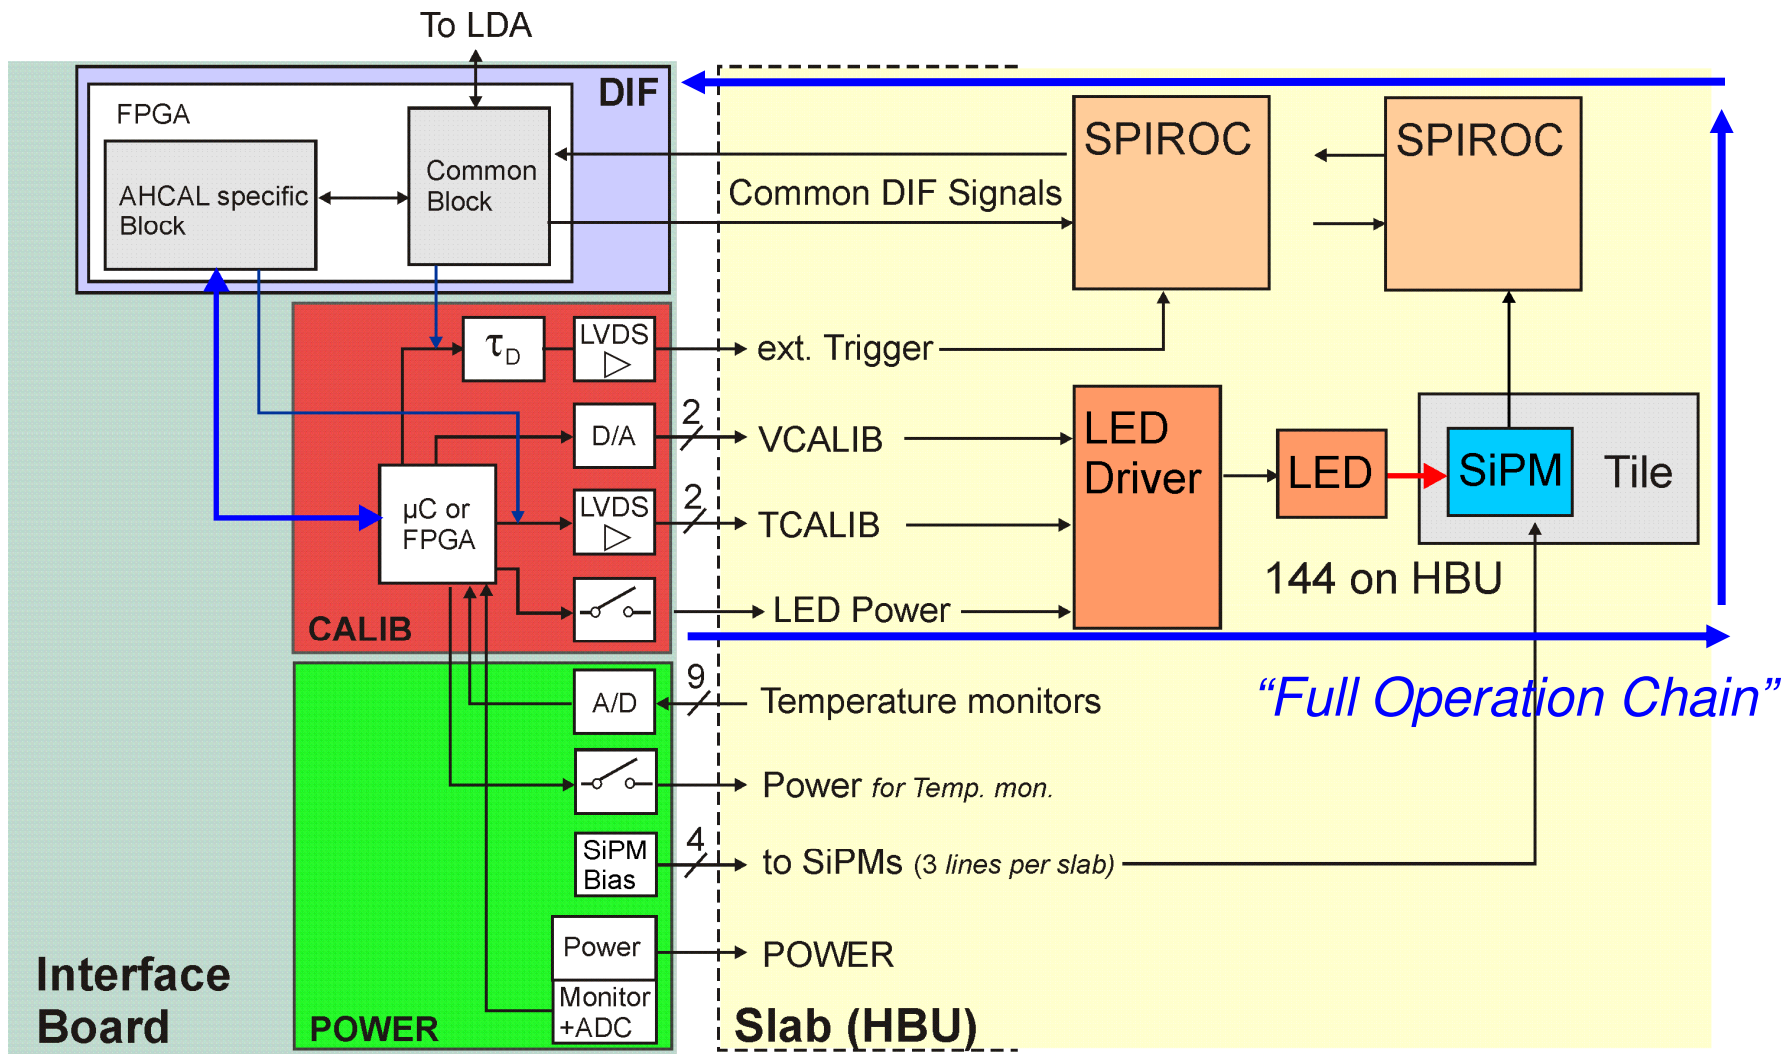 To LDA
DIF
FPGA
AHCAL specific
Block
Common
Block
Common DIF Signals
SPIROC
SPIROC
τD
LVDS
ext. Trigger
D/A
2
VCALIB
LED
Driver
LED
SiPM
Tile
µC or
FPGA
LVDS
2
TCALIB
144 on HBU
CALIB
LED Power
"Full Operation Chain"
A/D
9
Temperature monitors
Power for Temp. mon.
SiPM
Bias
4
to SiPMs (3 lines per slab)
Power
POWER
Monitor
+ADC
POWER
Interface
Board
Slab (HBU)